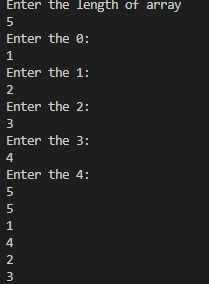 Enter the length of array
5
Enter the 0:
1
Enter the 1:
2
Enter the 2:
3
Enter the 3:
4
Enter the 4:
5
5
1
4
2
3